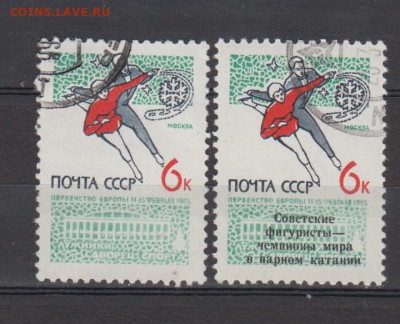 COINS.ЛАВЕ.RU
МОСКВА
ПОЧТА СССР 6к
ПЕРВЕНСТВО ЕВРОПЫ 11-15 ФЕВРАЛЯ 1965
ЛУЖНИКИ
ДВОРЕЦ СПОРТА
МОСКВА
ПОЧТА СССР 6к
ПЕРВЕНСТВО ЕВРОПЫ 11-15 ФЕВРАЛЯ 1965
Советские
фигуристы—
чемпионы мира
в парном катании